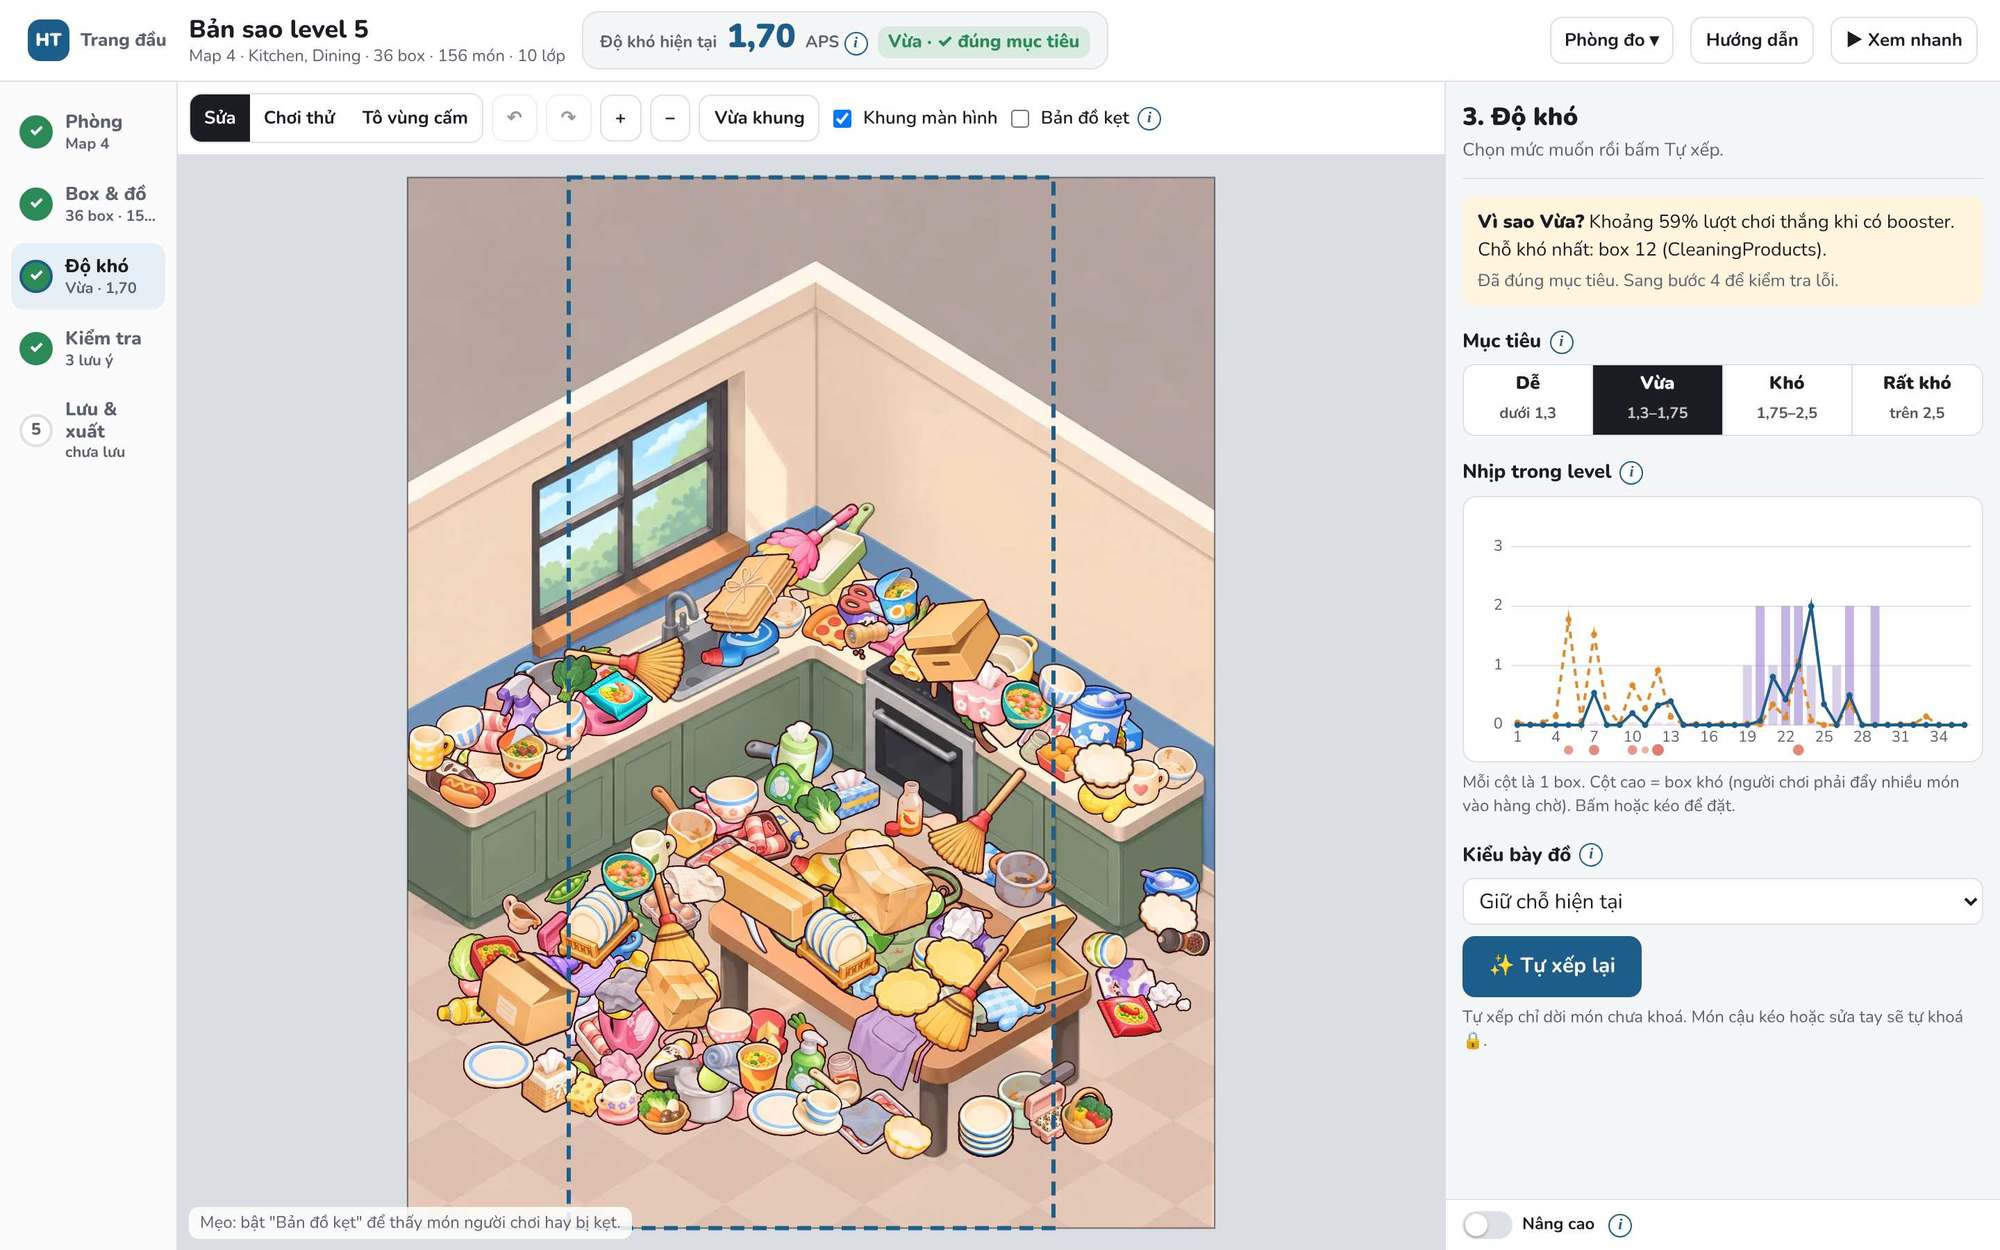 HT
Trang đầu
Bản sao level 5
Map 4 · Kitchen, Dining · 36 box · 156 món · 10 lớp
Độ khó hiện tại 1,70 APS i Vừa · ✓ đúng mục tiêu
Phòng đo ▾
Hướng dẫn
▶ Xem nhanh
Phòng
Map 4
Box & đồ
36 box · 15...
Độ khó
Vừa · 1,70
Kiểm tra
3 lưu ý
5
Lưu &
xuất
chưa lưu
Sửa
Chơi thử
Tô vùng cấm
↶
↷
+
−
Vừa khung
Khung màn hình
Bản đồ kẹt i
Mẹo: bật "Bản đồ kẹt" để thấy món người chơi hay bị kẹt.
3. Độ khó
Chọn mức muốn rồi bấm Tự xếp.
Vì sao Vừa? Khoảng 59% lượt chơi thắng khi có booster.
Chỗ khó nhất: box 12 (CleaningProducts).
Đã đúng mục tiêu. Sang bước 4 để kiểm tra lỗi.
Mục tiêu i
Dễ
dưới 1,3
Vừa
1,3–1,75
Khó
1,75–2,5
Rất khó
trên 2,5
Nhịp trong level i
3
2
1
0
1 4 7 10 13 16 19 22 25 28 31 34
Mỗi cột là 1 box. Cột cao = box khó (người chơi phải đẩy nhiều món
vào hàng chờ). Bấm hoặc kéo để đặt.
Kiểu bày đồ i
Giữ chỗ hiện tại
✨ Tự xếp lại
Tự xếp chỉ dời món chưa khoá. Món cậu kéo hoặc sửa tay sẽ tự khoá
🔒.
Nâng cao i